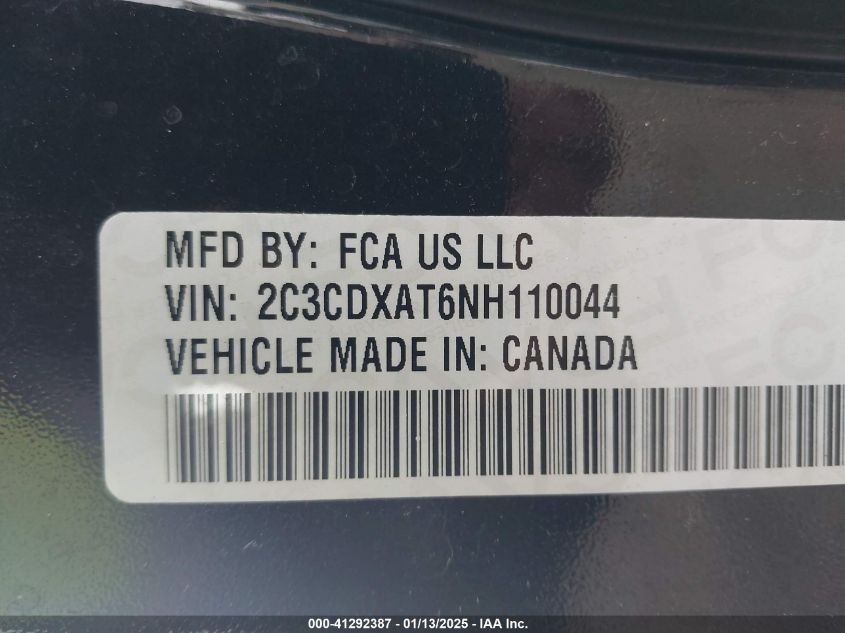 MFD BY: FCA US LLC
VIN: 2C3CDXAT6NH110044
VEHICLE MADE IN: CANADA
000-41292387 - 01/13/2025 - IAA Inc.